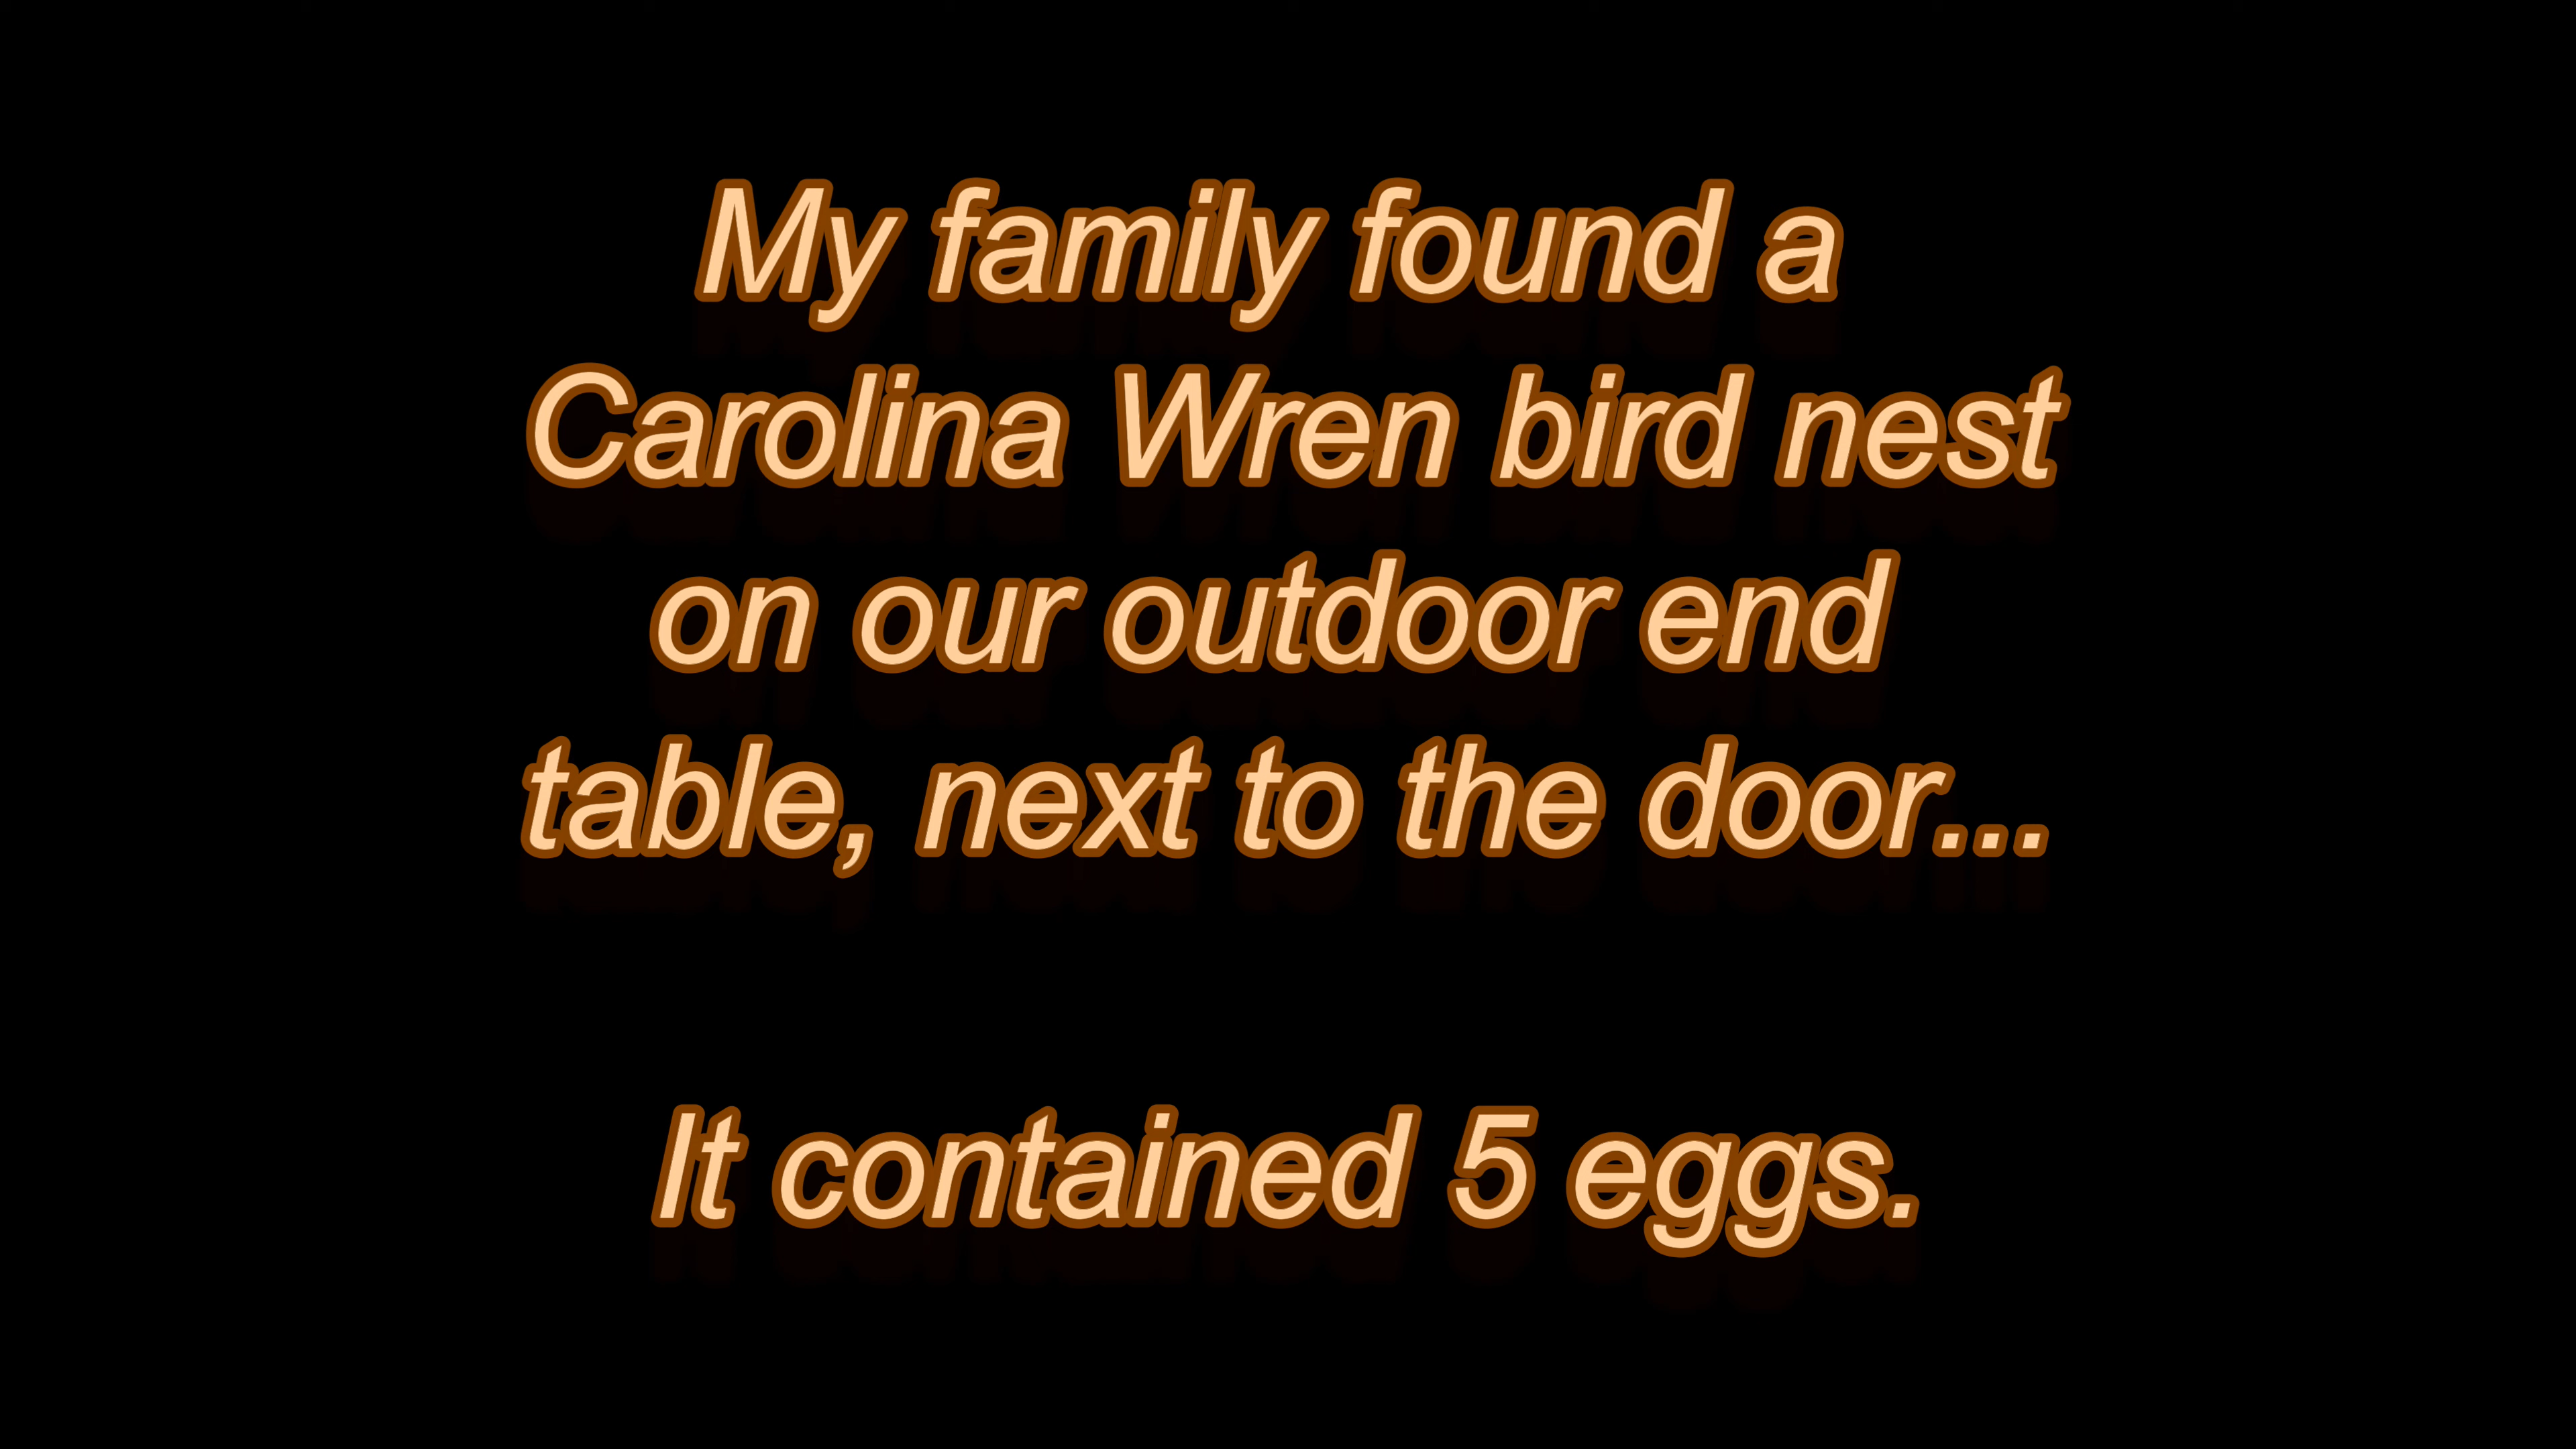 My family found a
Carolina Wren bird nest
on our outdoor end
table, next to the door...
It contained 5 eggs.